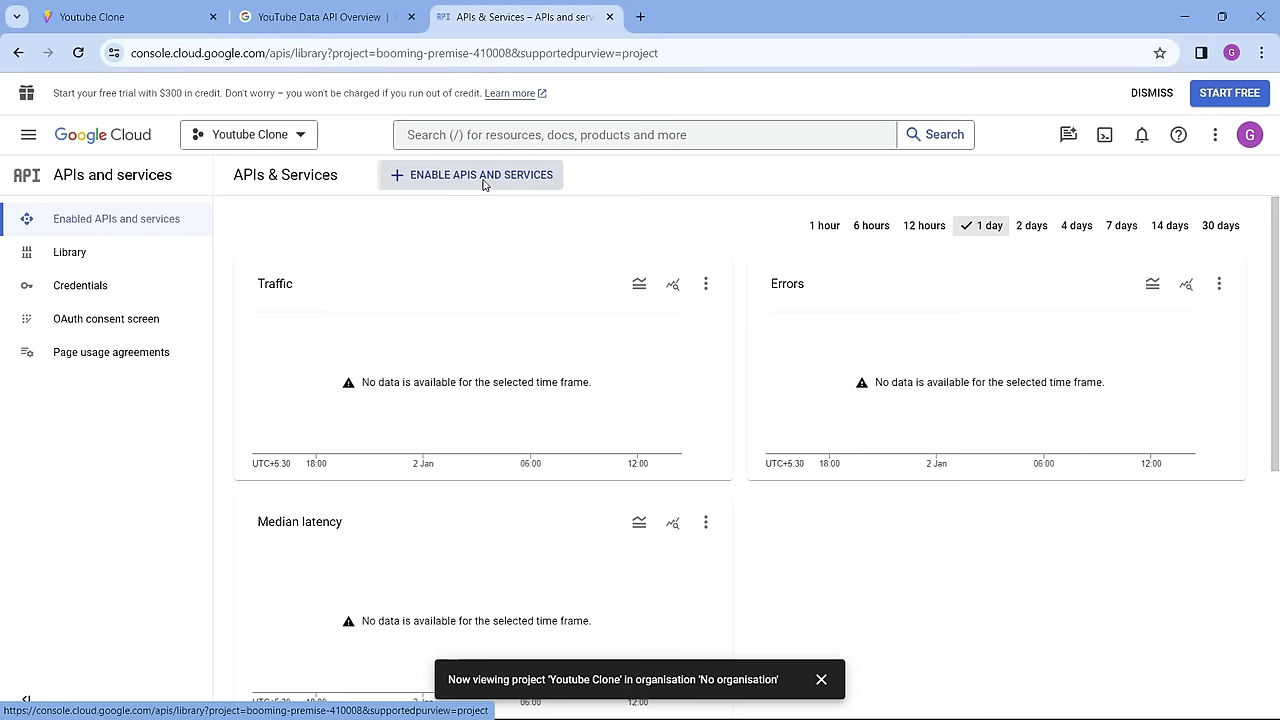 Youtube Clone
YouTube Data API Overview |
APIs & Services – APIs and serv
console.cloud.google.com/apis/library?project=booming-premise-410008&supportedpurview=project
G
Start your free trial with $300 in credit. Don't worry – you won't be charged if you run out of credit. Learn more
DISMISS
START FREE
Google Cloud
Youtube Clone
Search (/) for resources, docs, products and more
Search
G
API APIs and services
APIs & Services
ENABLE APIS AND SERVICES
Enabled APIs and services
Library
Credentials
OAuth consent screen
Page usage agreements
1 hour 6 hours 12 hours 1 day 2 days 4 days 7 days 14 days 30 days
Traffic
No data is available for the selected time frame.
UTC+5:30 18:00 2 Jan 06:00 12:00
Errors
No data is available for the selected time frame.
UTC+5:30 18:00 2 Jan 06:00 12:00
Median latency
No data is available for the selected time frame.
UTC+5:30 18:00 2 Jan 06:00 12:00
Now viewing project 'Youtube Clone' in organisation 'No organisation'
https://console.cloud.google.com/apis/library?project=booming-premise-410008&supportedpurview=project